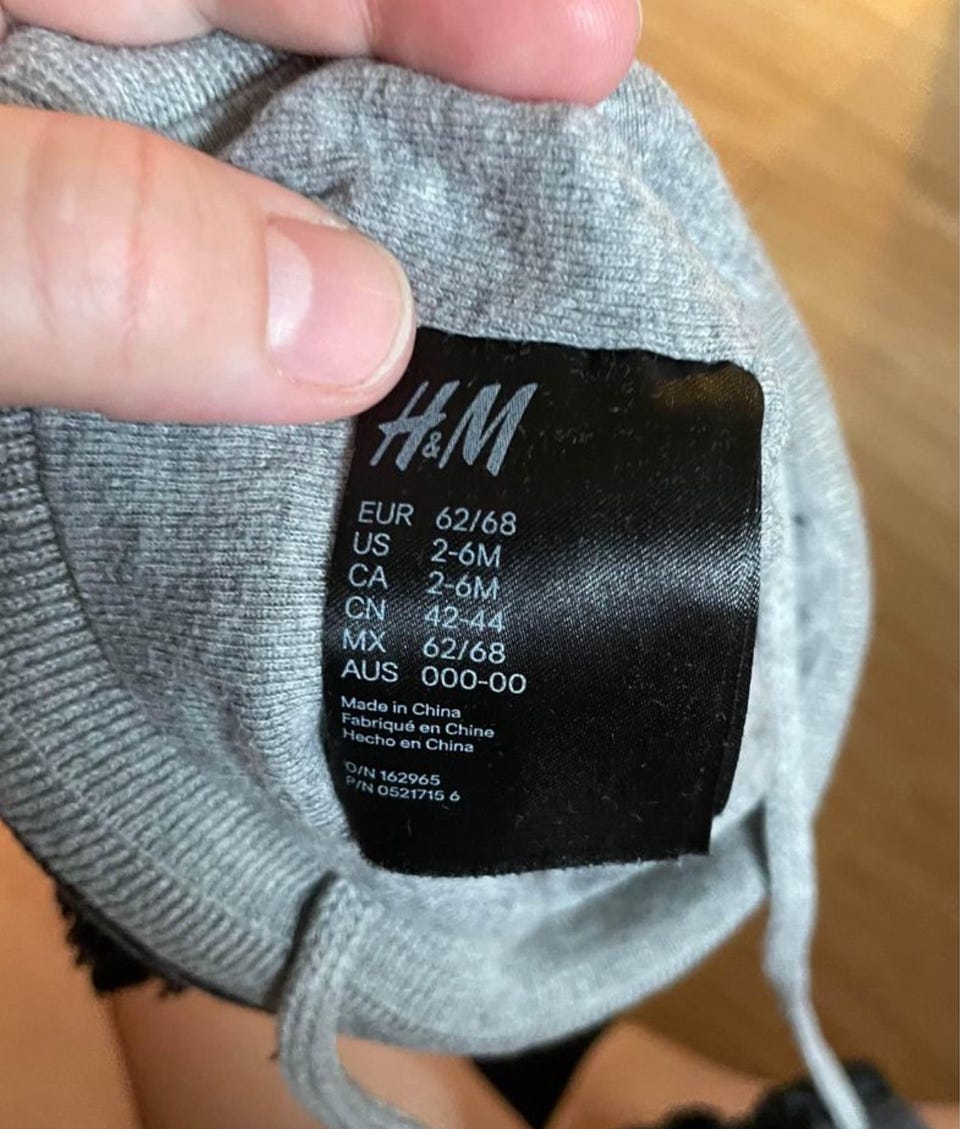 H&M
EUR 62/68
US 2-6M
CA 2-6M
CN 42-44
MX 62/68
AUS 000-00
Made in China
Fabriqué en Chine
Hecho en China
O/N 162965
P/N 0521715 6